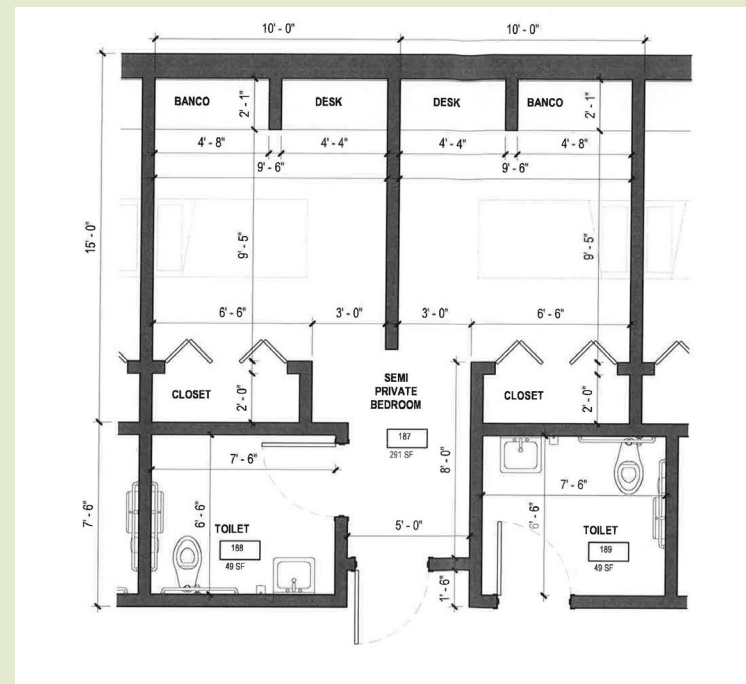 10' - 0" 10' - 0"
BANCO DESK DESK BANCO
2' - 1" 2' - 1"
4' - 8" 4' - 4" 4' - 4" 4' - 8"
9' - 6" 9' - 6"
15' - 0"
9' - 5" 9' - 5"
6' - 6" 3' - 0" 3' - 0" 6' - 6"
SEMI
PRIVATE
BEDROOM
CLOSET CLOSET
2' - 0" 2' - 0"
187
291 SF
8' - 0"
7' - 6" 7' - 6"
7' - 6"
6' - 6" 6' - 6"
5' - 0"
TOILET TOILET
188 189
49 SF 49 SF
1' - 6"